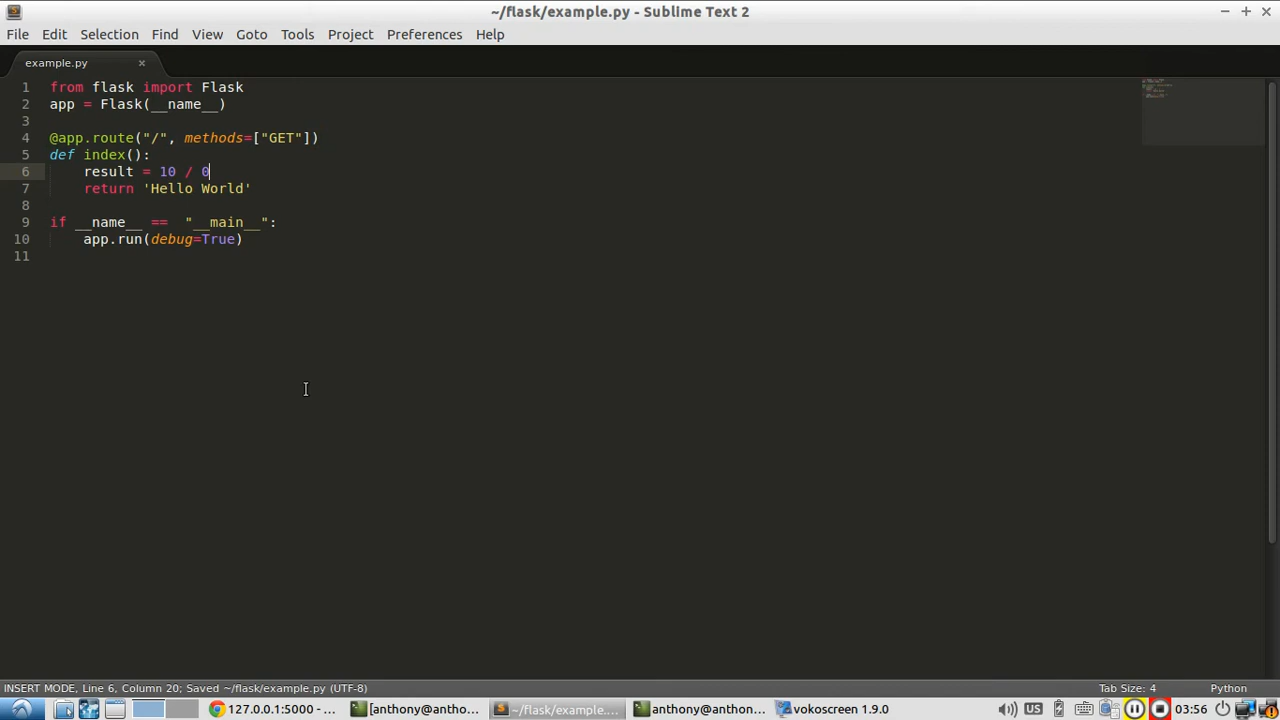 ~/flask/example.py - Sublime Text 2
File Edit Selection Find View Goto Tools Project Preferences Help
example.py
1 from flask import Flask
2 app = Flask(__name__)
3
4 @app.route("/", methods=["GET"])
5 def index():
6     result = 10 / 0
7     return 'Hello World'
8
9 if __name__ ==  "__main__":
10     app.run(debug=True)
11
INSERT MODE, Line 6, Column 20; Saved ~/flask/example.py (UTF-8) Tab Size: 4 Python
127.0.0.1:5000 - ... [anthony@anthon... ~/flask/example.... anthony@anthon... vokoscreen 1.9.0 US 03:56